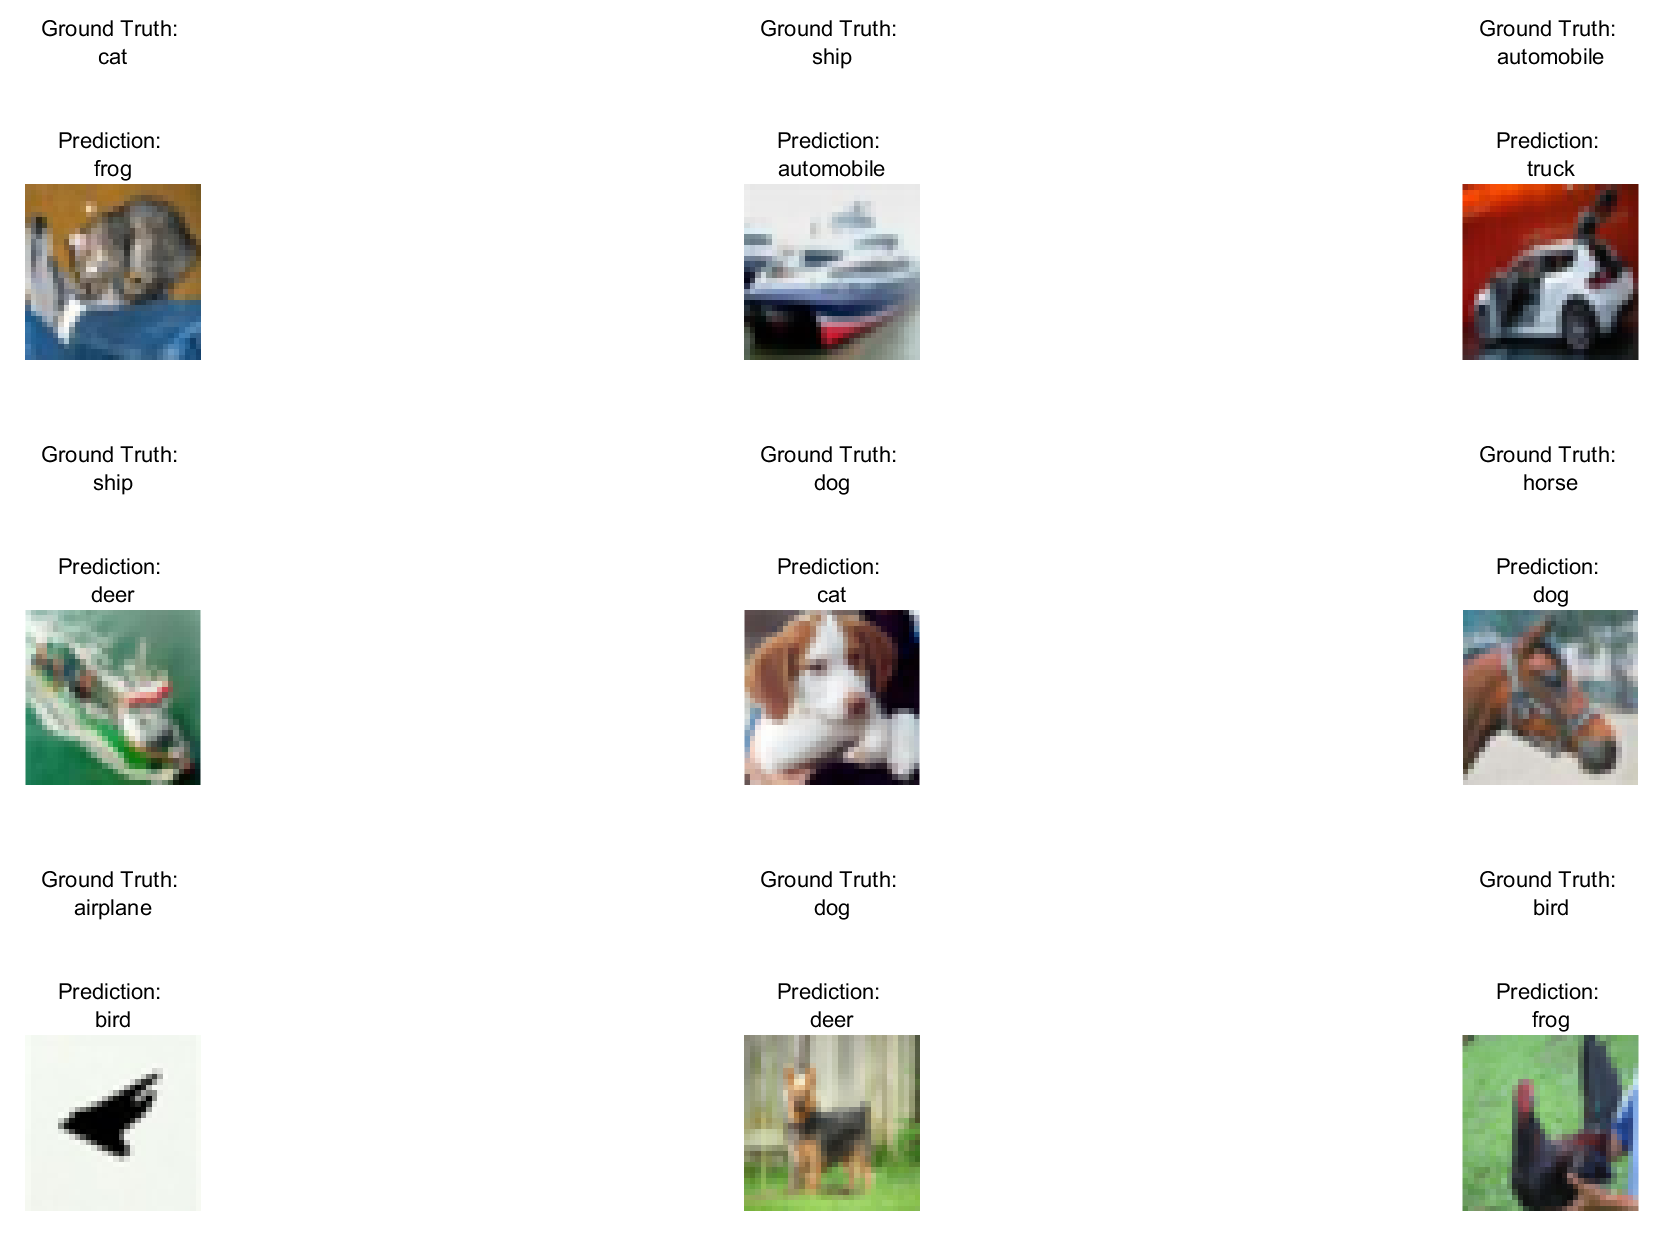 Ground Truth:
cat
Prediction:
frog
Ground Truth:
ship
Prediction:
automobile
Ground Truth:
automobile
Prediction:
truck
Ground Truth:
ship
Prediction:
deer
Ground Truth:
dog
Prediction:
cat
Ground Truth:
horse
Prediction:
dog
Ground Truth:
airplane
Prediction:
bird
Ground Truth:
dog
Prediction:
deer
Ground Truth:
bird
Prediction:
frog